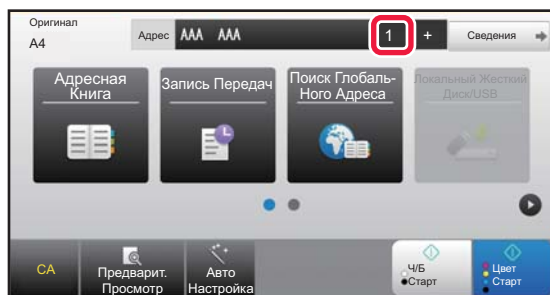 Оригинал
A4
Адрес
AAA AAA
1
+
Сведения
Адресная
Книга
Запись Передач
Поиск Глобаль-
Ного Адреса
Локальный Жесткий
Диск/USB
CA
Предварит.
Просмотр
Авто
Настройка
Ч/Б
Старт
Цвет
Старт